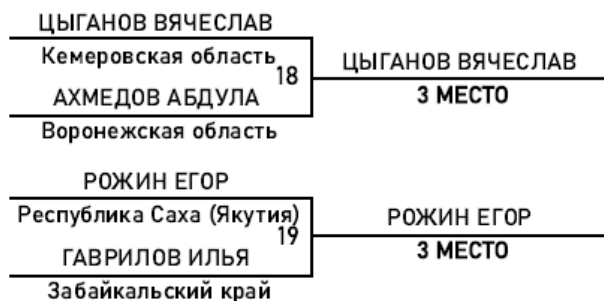 ЦЫГАНОВ ВЯЧЕСЛАВ
Кемеровская область
18
ЦЫГАНОВ ВЯЧЕСЛАВ
3 МЕСТО
АХМЕДОВ АБДУЛА
Воронежская область
РОЖИН ЕГОР
Республика Саха (Якутия)
19
РОЖИН ЕГОР
3 МЕСТО
ГАВРИЛОВ ИЛЬЯ
Забайкальский край